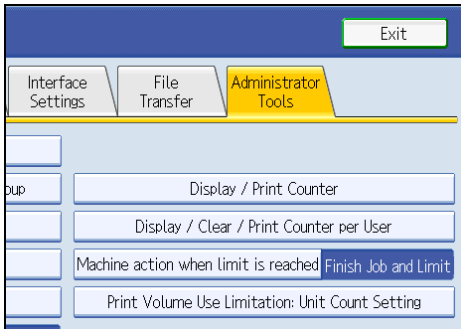 Exit
Interface
Settings
File
Transfer
Administrator
Tools
Display / Print Counter
Display / Clear / Print Counter per User
Machine action when limit is reached Finish Job and Limit
Print Volume Use Limitation: Unit Count Setting